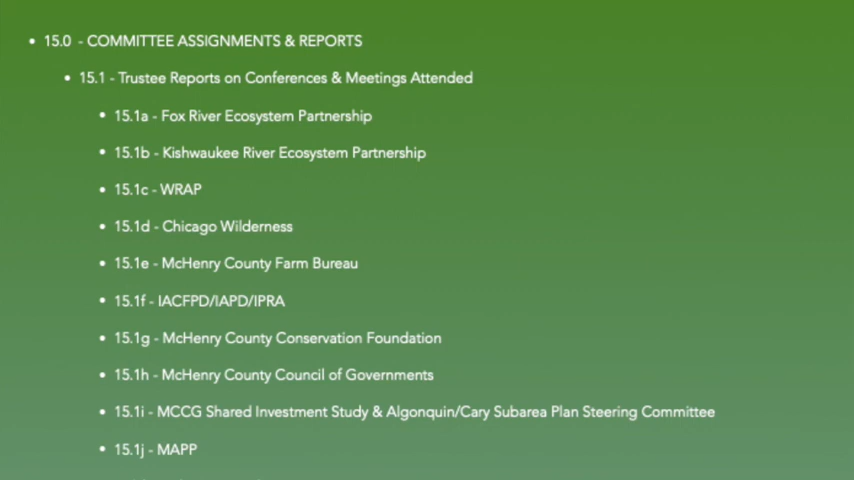 • 15.0 - COMMITTEE ASSIGNMENTS & REPORTS
• 15.1 - Trustee Reports on Conferences & Meetings Attended
• 15.1a - Fox River Ecosystem Partnership
• 15.1b - Kishwaukee River Ecosystem Partnership
• 15.1c - WRAP
• 15.1d - Chicago Wilderness
• 15.1e - McHenry County Farm Bureau
• 15.1f - IACFPD/IAPD/IPRA
• 15.1g - McHenry County Conservation Foundation
• 15.1h - McHenry County Council of Governments
• 15.1i - MCCG Shared Investment Study & Algonquin/Cary Subarea Plan Steering Committee
• 15.1j - MAPP